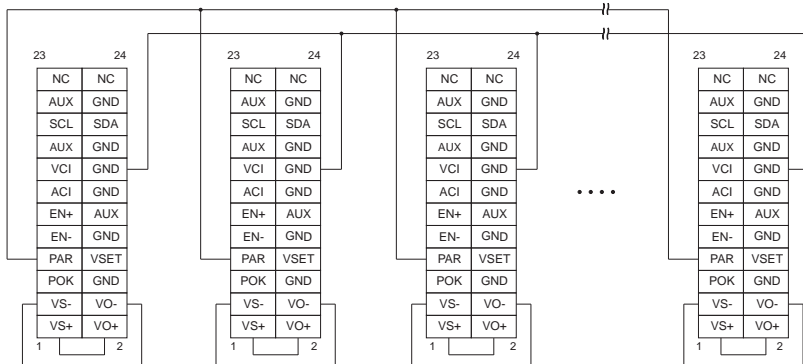 23 24 23 24 23 24 23 24
NC NC NC NC NC NC NC NC
AUX GND AUX GND AUX GND AUX GND
SCL SDA SCL SDA SCL SDA SCL SDA
AUX GND AUX GND AUX GND AUX GND
VCI GND VCI GND VCI GND VCI GND
ACI GND ACI GND ACI GND ACI GND
EN+ AUX EN+ AUX EN+ AUX EN+ AUX
EN- GND EN- GND EN- GND EN- GND
PAR VSET PAR VSET PAR VSET PAR VSET
POK GND POK GND POK GND POK GND
VS- VO- VS- VO- VS- VO- VS- VO-
VS+ VO+ VS+ VO+ VS+ VO+ VS+ VO+
1 2 1 2 1 2 1 2